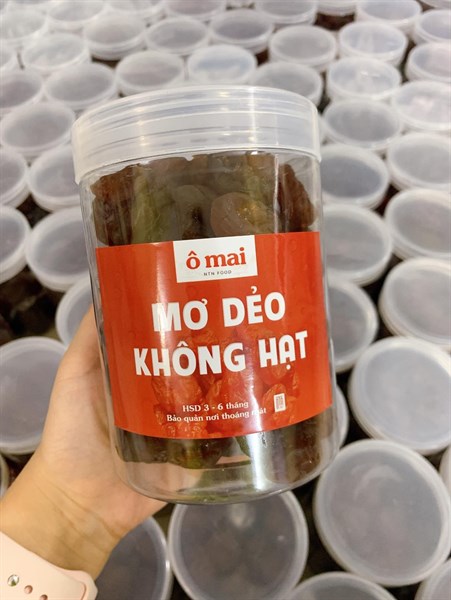 ô mai
NTN FOOD
MƠ DẺO
KHÔNG HẠT
HSD 3 - 6 tháng
Bảo quản nơi thoáng mát